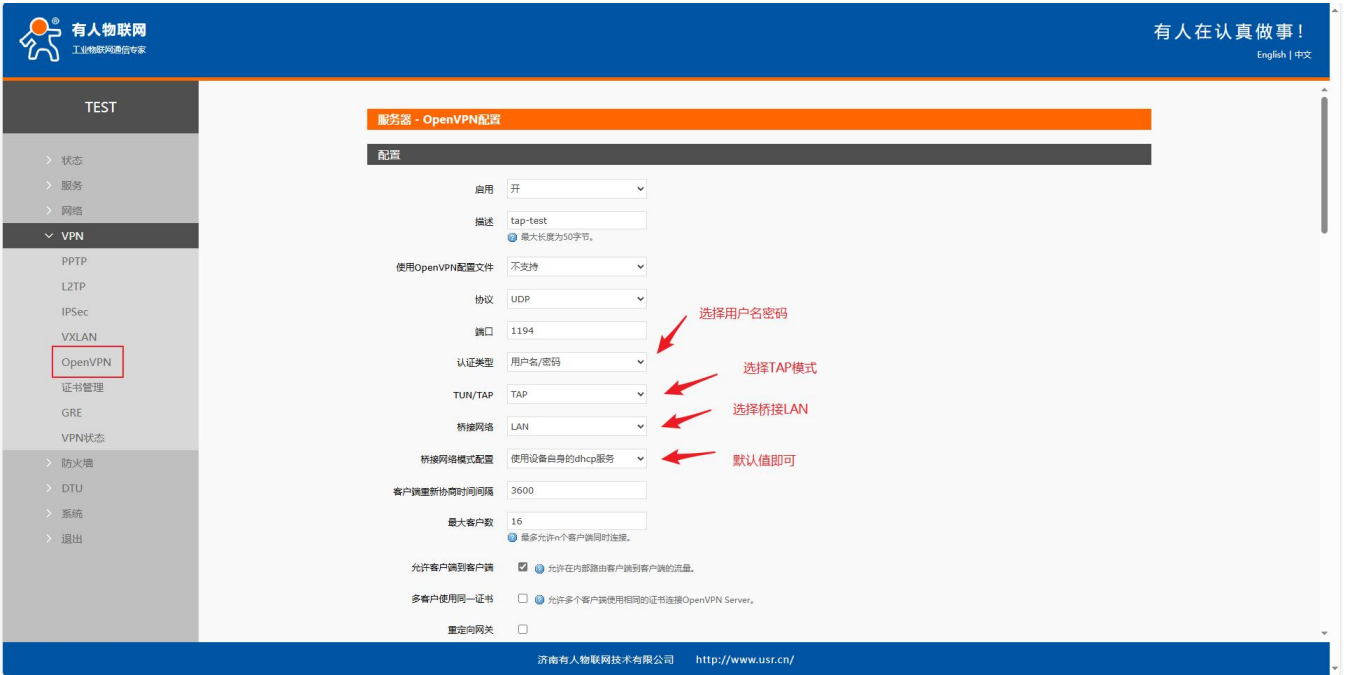 有人物联网
工业物联网通信专家
有人在认真做事！
English | 中文
TEST
状态
服务
网络
VPN
PPTP
L2TP
IPSec
VXLAN
OpenVPN
证书管理
GRE
VPN状态
防火墙
DTU
系统
退出
服务器 - OpenVPN配置
配置
启用 开
描述 tap-test
最大长度为50字节。
使用OpenVPN配置文件 不支持
协议 UDP
端口 1194
选择用户名密码
认证类型 用户名/密码
选择TAP模式
TUN/TAP TAP
选择桥接LAN
桥接网络 LAN
桥接网络模式配置 使用设备自身的dhcp服务
默认值即可
客户端重新协商时间间隔 3600
最大客户数 16
最多允许n个客户端同时连接。
允许客户端到客户端 允许在内部路由客户端到客户端的流量。
多客户使用同一证书 允许多个客户端使用相同的证书连接OpenVPN Server。
重定向网关
济南有人物联网技术有限公司 http://www.usr.cn/